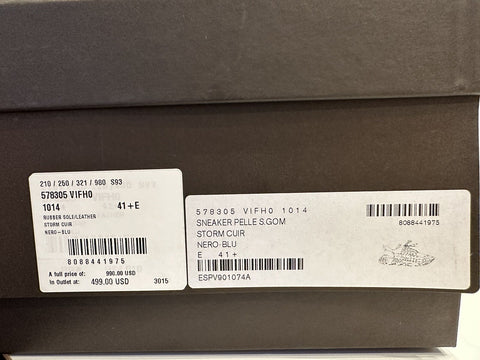 210 / 250 / 321 / 980 S93
578305 VIFH0
1014 41+E
RUBBER SOLE/LEATHER
STORM CUIR
NERO-BLU
8088441975
A full price of: 990.00 USD
In Outlet at: 499.00 USD 3015
578305 VIFH0 1014
SNEAKER PELLE S.GOM
STORM CUIR
NERO-BLU
E 41+
ESPV901074A
8088441975